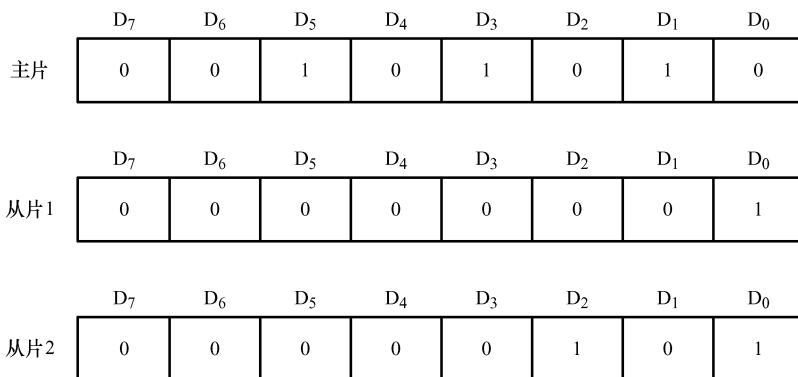 D₇ D₆ D₅ D₄ D₃ D₂ D₁ D₀
主片 0 0 1 0 1 0 1 0
D₇ D₆ D₅ D₄ D₃ D₂ D₁ D₀
从片1 0 0 0 0 0 0 0 1
D₇ D₆ D₅ D₄ D₃ D₂ D₁ D₀
从片2 0 0 0 0 0 1 0 1